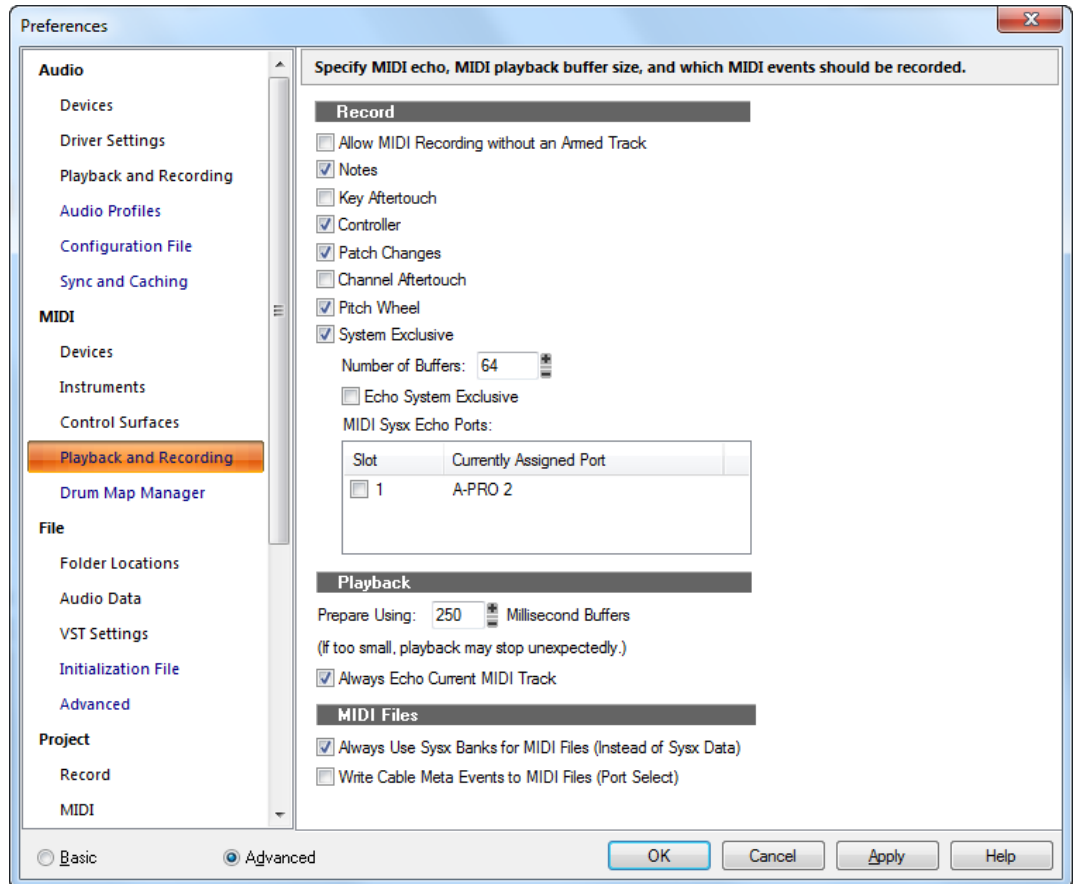 Preferences
Audio
Devices
Driver Settings
Playback and Recording
Audio Profiles
Configuration File
Sync and Caching
MIDI
Devices
Instruments
Control Surfaces
Playback and Recording
Drum Map Manager
File
Folder Locations
Audio Data
VST Settings
Initialization File
Advanced
Project
Record
MIDI
Specify MIDI echo, MIDI playback buffer size, and which MIDI events should be recorded.
Record
Allow MIDI Recording without an Armed Track
Notes
Key Aftertouch
Controller
Patch Changes
Channel Aftertouch
Pitch Wheel
System Exclusive
Number of Buffers: 64
Echo System Exclusive
MIDI Sysx Echo Ports:
Slot Currently Assigned Port
1 A-PRO 2
Playback
Prepare Using: 250 Millisecond Buffers
(If too small, playback may stop unexpectedly.)
Always Echo Current MIDI Track
MIDI Files
Always Use Sysx Banks for MIDI Files (Instead of Sysx Data)
Write Cable Meta Events to MIDI Files (Port Select)
Basic Advanced OK Cancel Apply Help